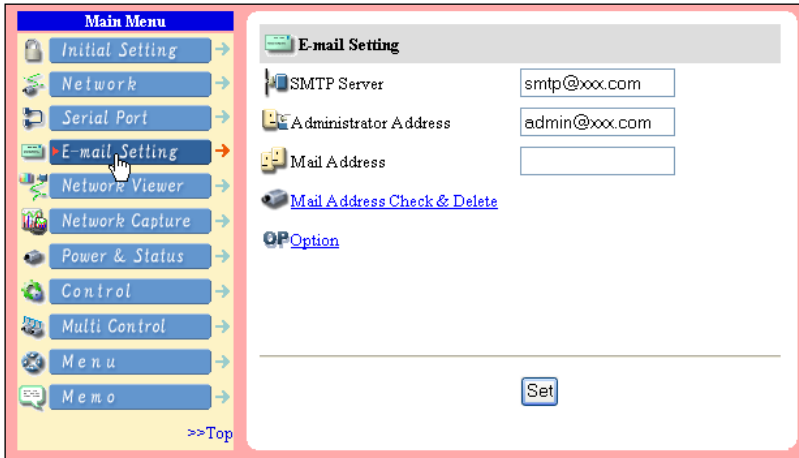 Main Menu
Initial Setting
Network
Serial Port
E-mail Setting
Network Viewer
Network Capture
Power & Status
Control
Multi Control
Menu
Memo
>>Top
E-mail Setting
SMTP Server
smtp@xxx.com
Administrator Address
admin@xxx.com
Mail Address
Mail Address Check & Delete
OP Option
Set